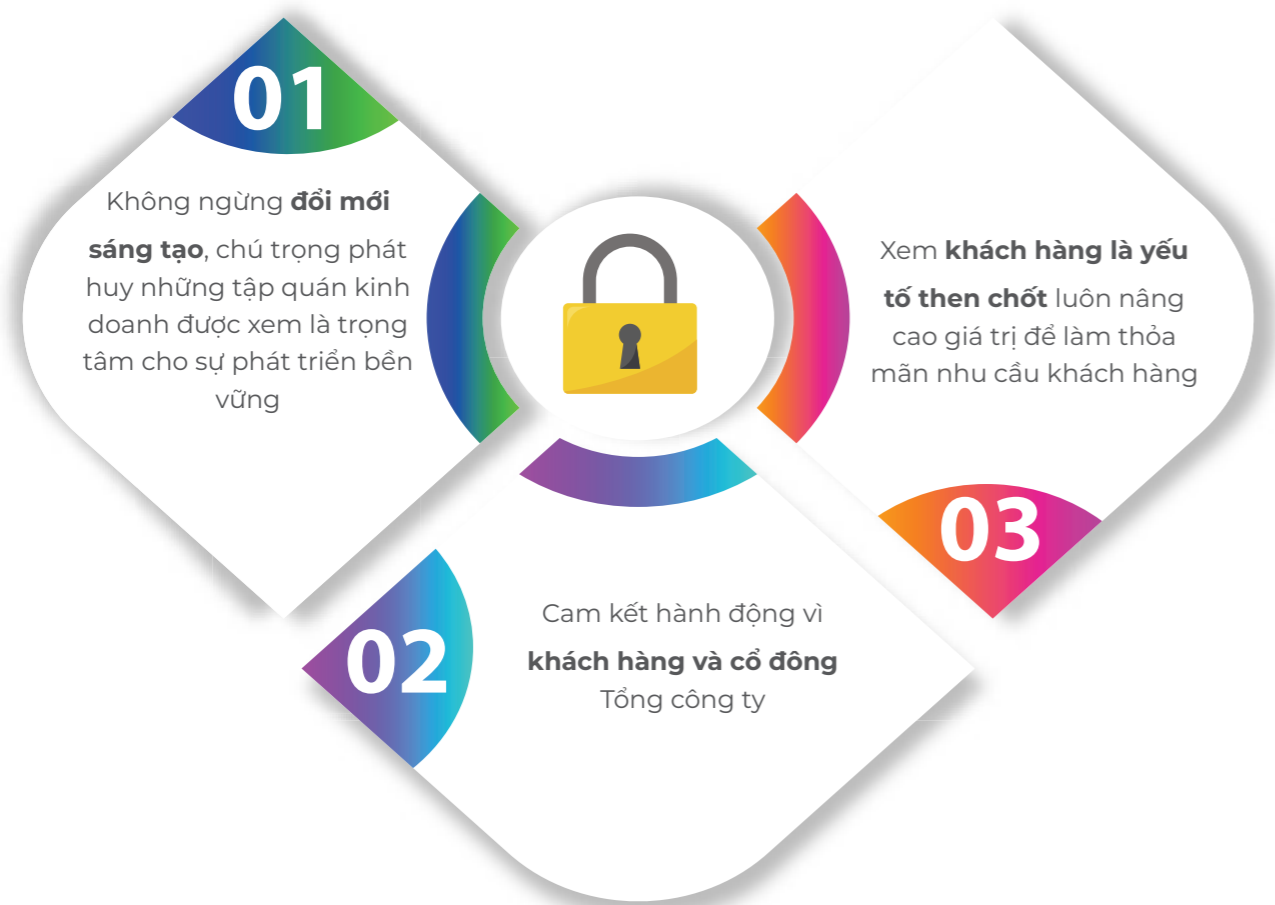 01
Không ngừng đổi mới
sáng tạo, chú trọng phát
huy những tập quán kinh
doanh được xem là trọng
tâm cho sự phát triển bền
vững
02
Cam kết hành động vì
khách hàng và cổ đông
Tổng công ty
03
Xem khách hàng là yếu
tố then chốt luôn nâng
cao giá trị để làm thỏa
mãn nhu cầu khách hàng